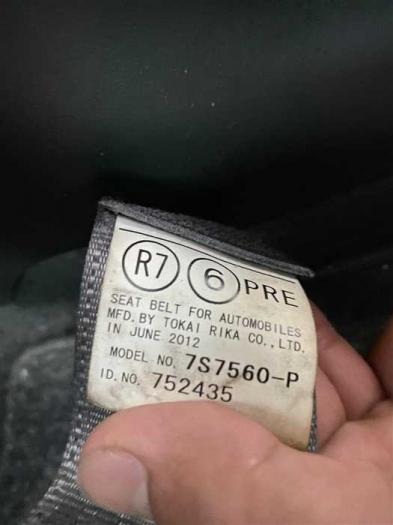 R7 6 PRE
SEAT BELT FOR AUTOMOBILES
MFD. BY TOKAI RIKA CO., LTD.
IN JUNE 2012
MODEL NO. 7S7560-P
ID. NO. 752435